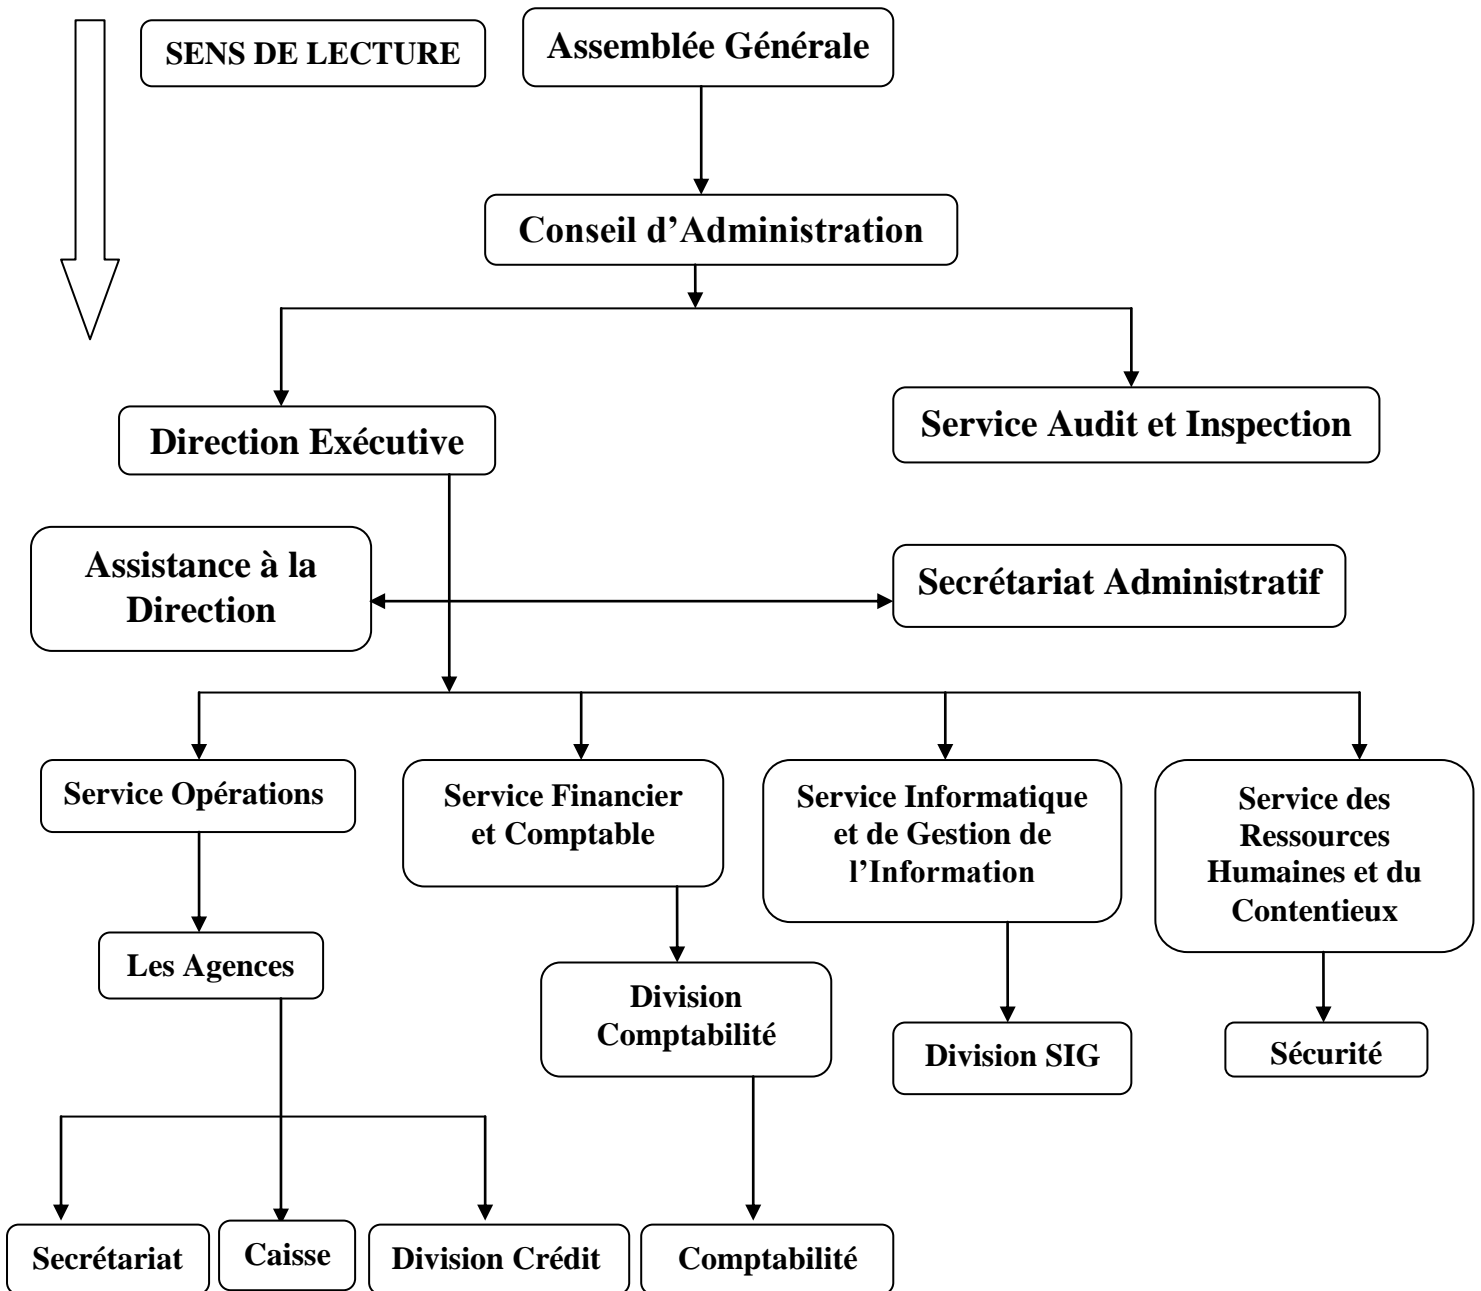 SENS DE LECTURE
Assemblée Générale
Conseil d’Administration
Direction Exécutive
Service Audit et Inspection
Assistance à la
Direction
Secrétariat Administratif
Service Opérations
Service Financier
et Comptable
Service Informatique
et de Gestion de
l’Information
Service des
Ressources
Humaines et du
Contentieux
Les Agences
Division
Comptabilité
Division SIG
Sécurité
Secrétariat
Caisse
Division Crédit
Comptabilité